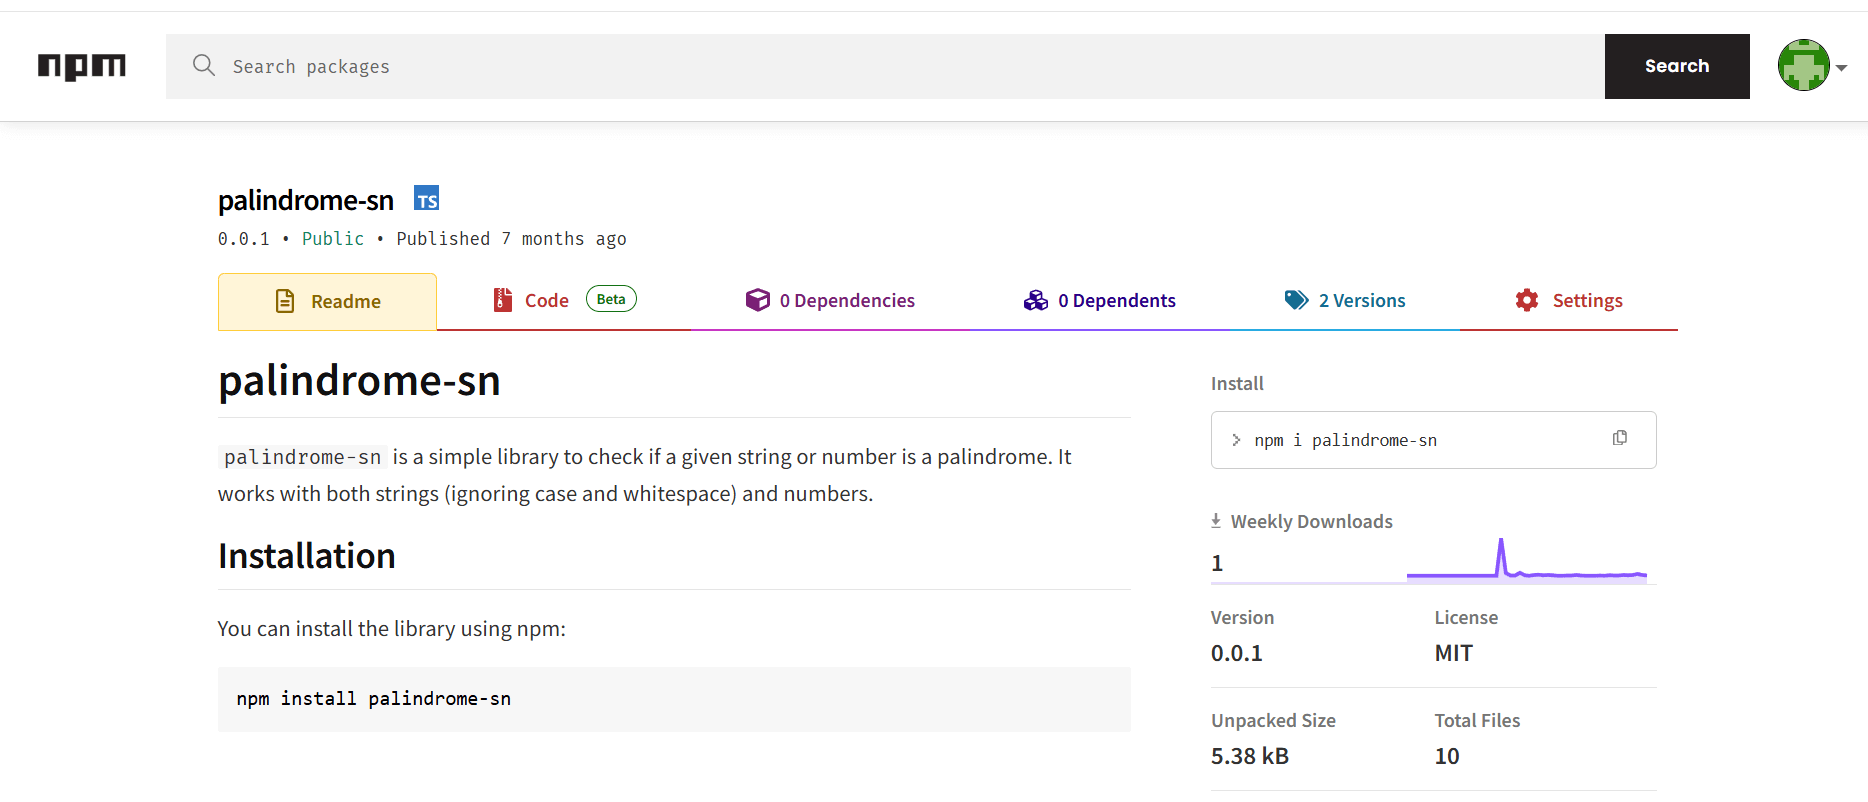 npm
Search packages
Search
palindrome-sn TS
0.0.1 • Public • Published 7 months ago
Readme
Code Beta
0 Dependencies
0 Dependents
2 Versions
Settings
palindrome-sn
palindrome-sn is a simple library to check if a given string or number is a palindrome. It
works with both strings (ignoring case and whitespace) and numbers.
Installation
You can install the library using npm:
npm install palindrome-sn
Install
npm i palindrome-sn
Weekly Downloads
1
Version
0.0.1
License
MIT
Unpacked Size
5.38 kB
Total Files
10